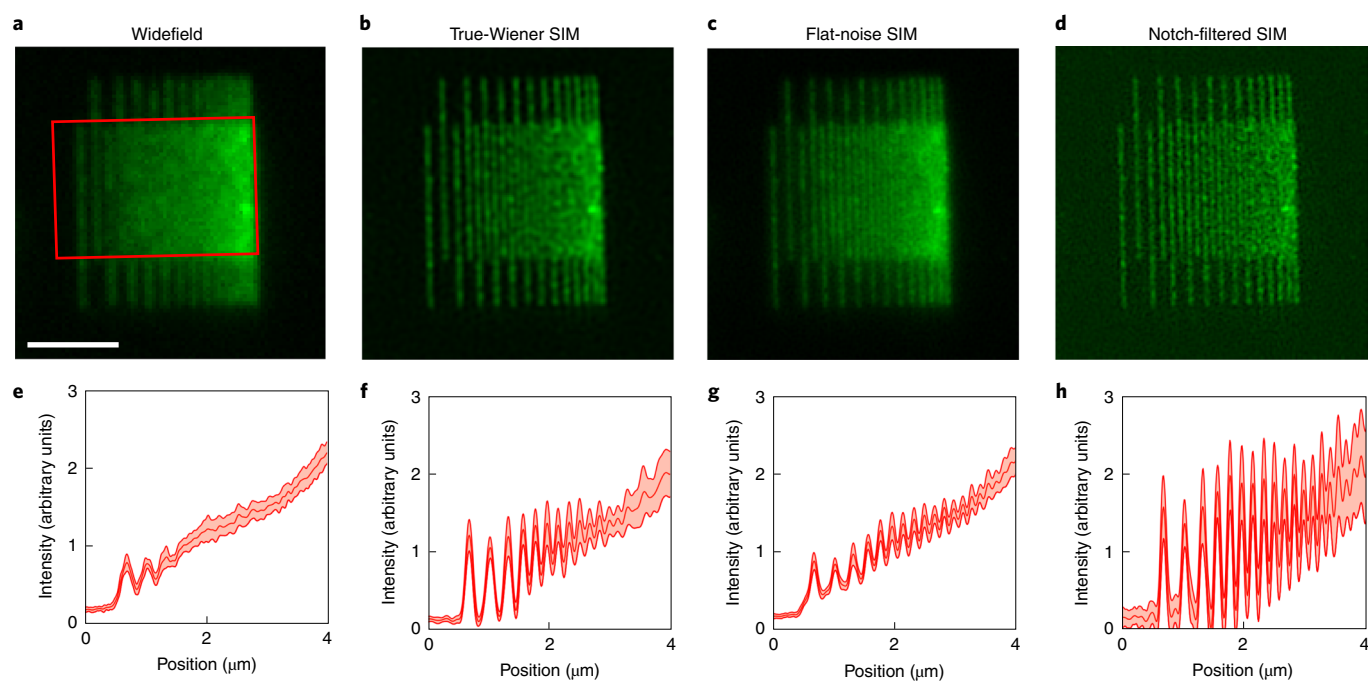 a b c d
Widefield True-Wiener SIM Flat-noise SIM Notch-filtered SIM
e f g h
3 3 3 3
2 2 2 2
1 1 1 1
0 0 0 0
Intensity (arbitrary units) Intensity (arbitrary units) Intensity (arbitrary units) Intensity (arbitrary units)
0 2 4 0 2 4 0 2 4 0 2 4
Position (μm) Position (μm) Position (μm) Position (μm)